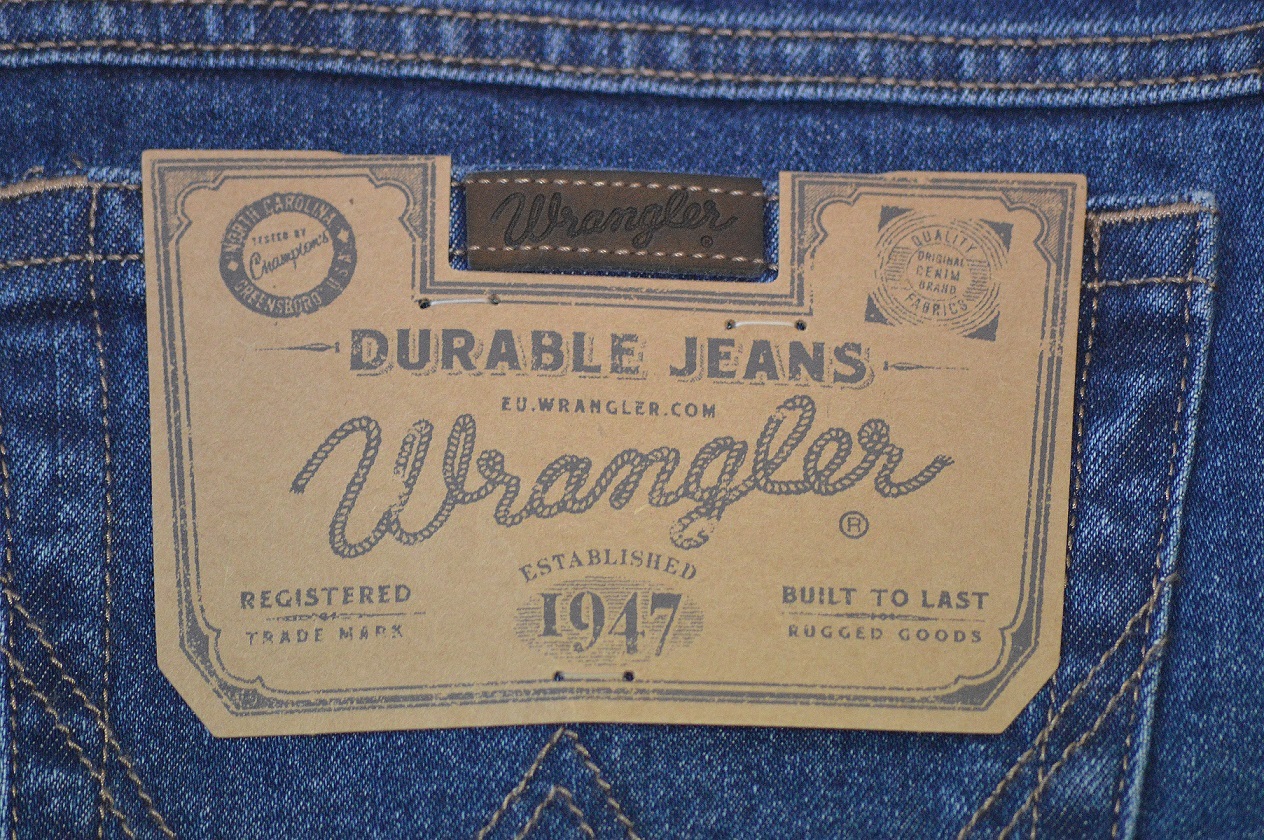 Wrangler ®
NORTH CAROLINA
TESTED BY
Champion's
GREENSBORO USA
QUALITY
ORIGINAL
DENIM
BRAND
FABRICS
DURABLE JEANS
EU.WRANGLER.COM
Wrangler ®
ESTABLISHED
1947
REGISTERED
TRADE MARK
BUILT TO LAST
RUGGED GOODS